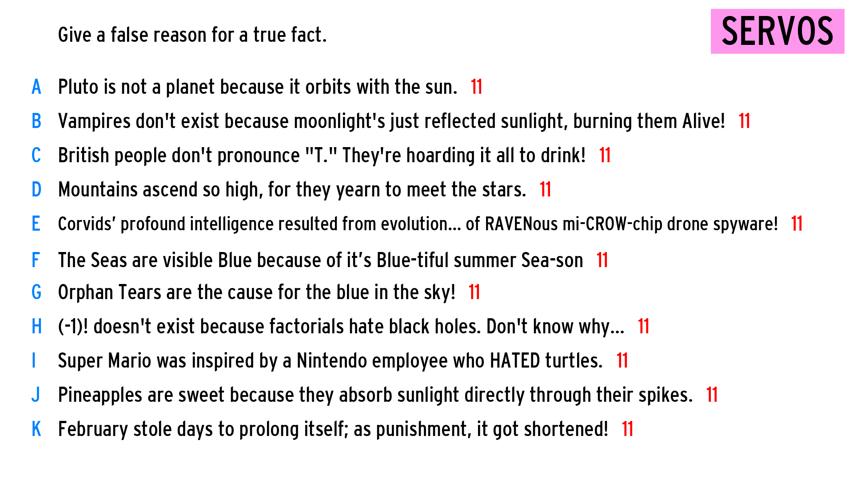 Give a false reason for a true fact.
SERVOS
A Pluto is not a planet because it orbits with the sun. 11
B Vampires don't exist because moonlight's just reflected sunlight, burning them Alive! 11
C British people don't pronounce "T." They're hoarding it all to drink! 11
D Mountains ascend so high, for they yearn to meet the stars. 11
E Corvids’ profound intelligence resulted from evolution... of RAVENous mi-CROW-chip drone spyware! 11
F The Seas are visible Blue because of it’s Blue-tiful summer Sea-son 11
G Orphan Tears are the cause for the blue in the sky! 11
H (-1)! doesn't exist because factorials hate black holes. Don't know why... 11
I Super Mario was inspired by a Nintendo employee who HATED turtles. 11
J Pineapples are sweet because they absorb sunlight directly through their spikes. 11
K February stole days to prolong itself; as punishment, it got shortened! 11